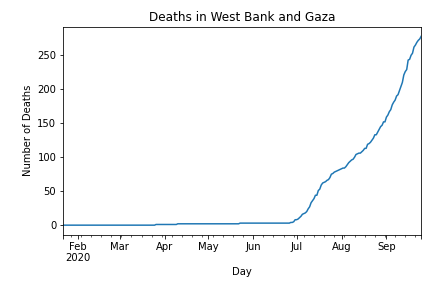 Deaths in West Bank and Gaza
Number of Deaths
250
200
150
100
50
0
Feb Mar Apr May Jun Jul Aug Sep
2020
Day